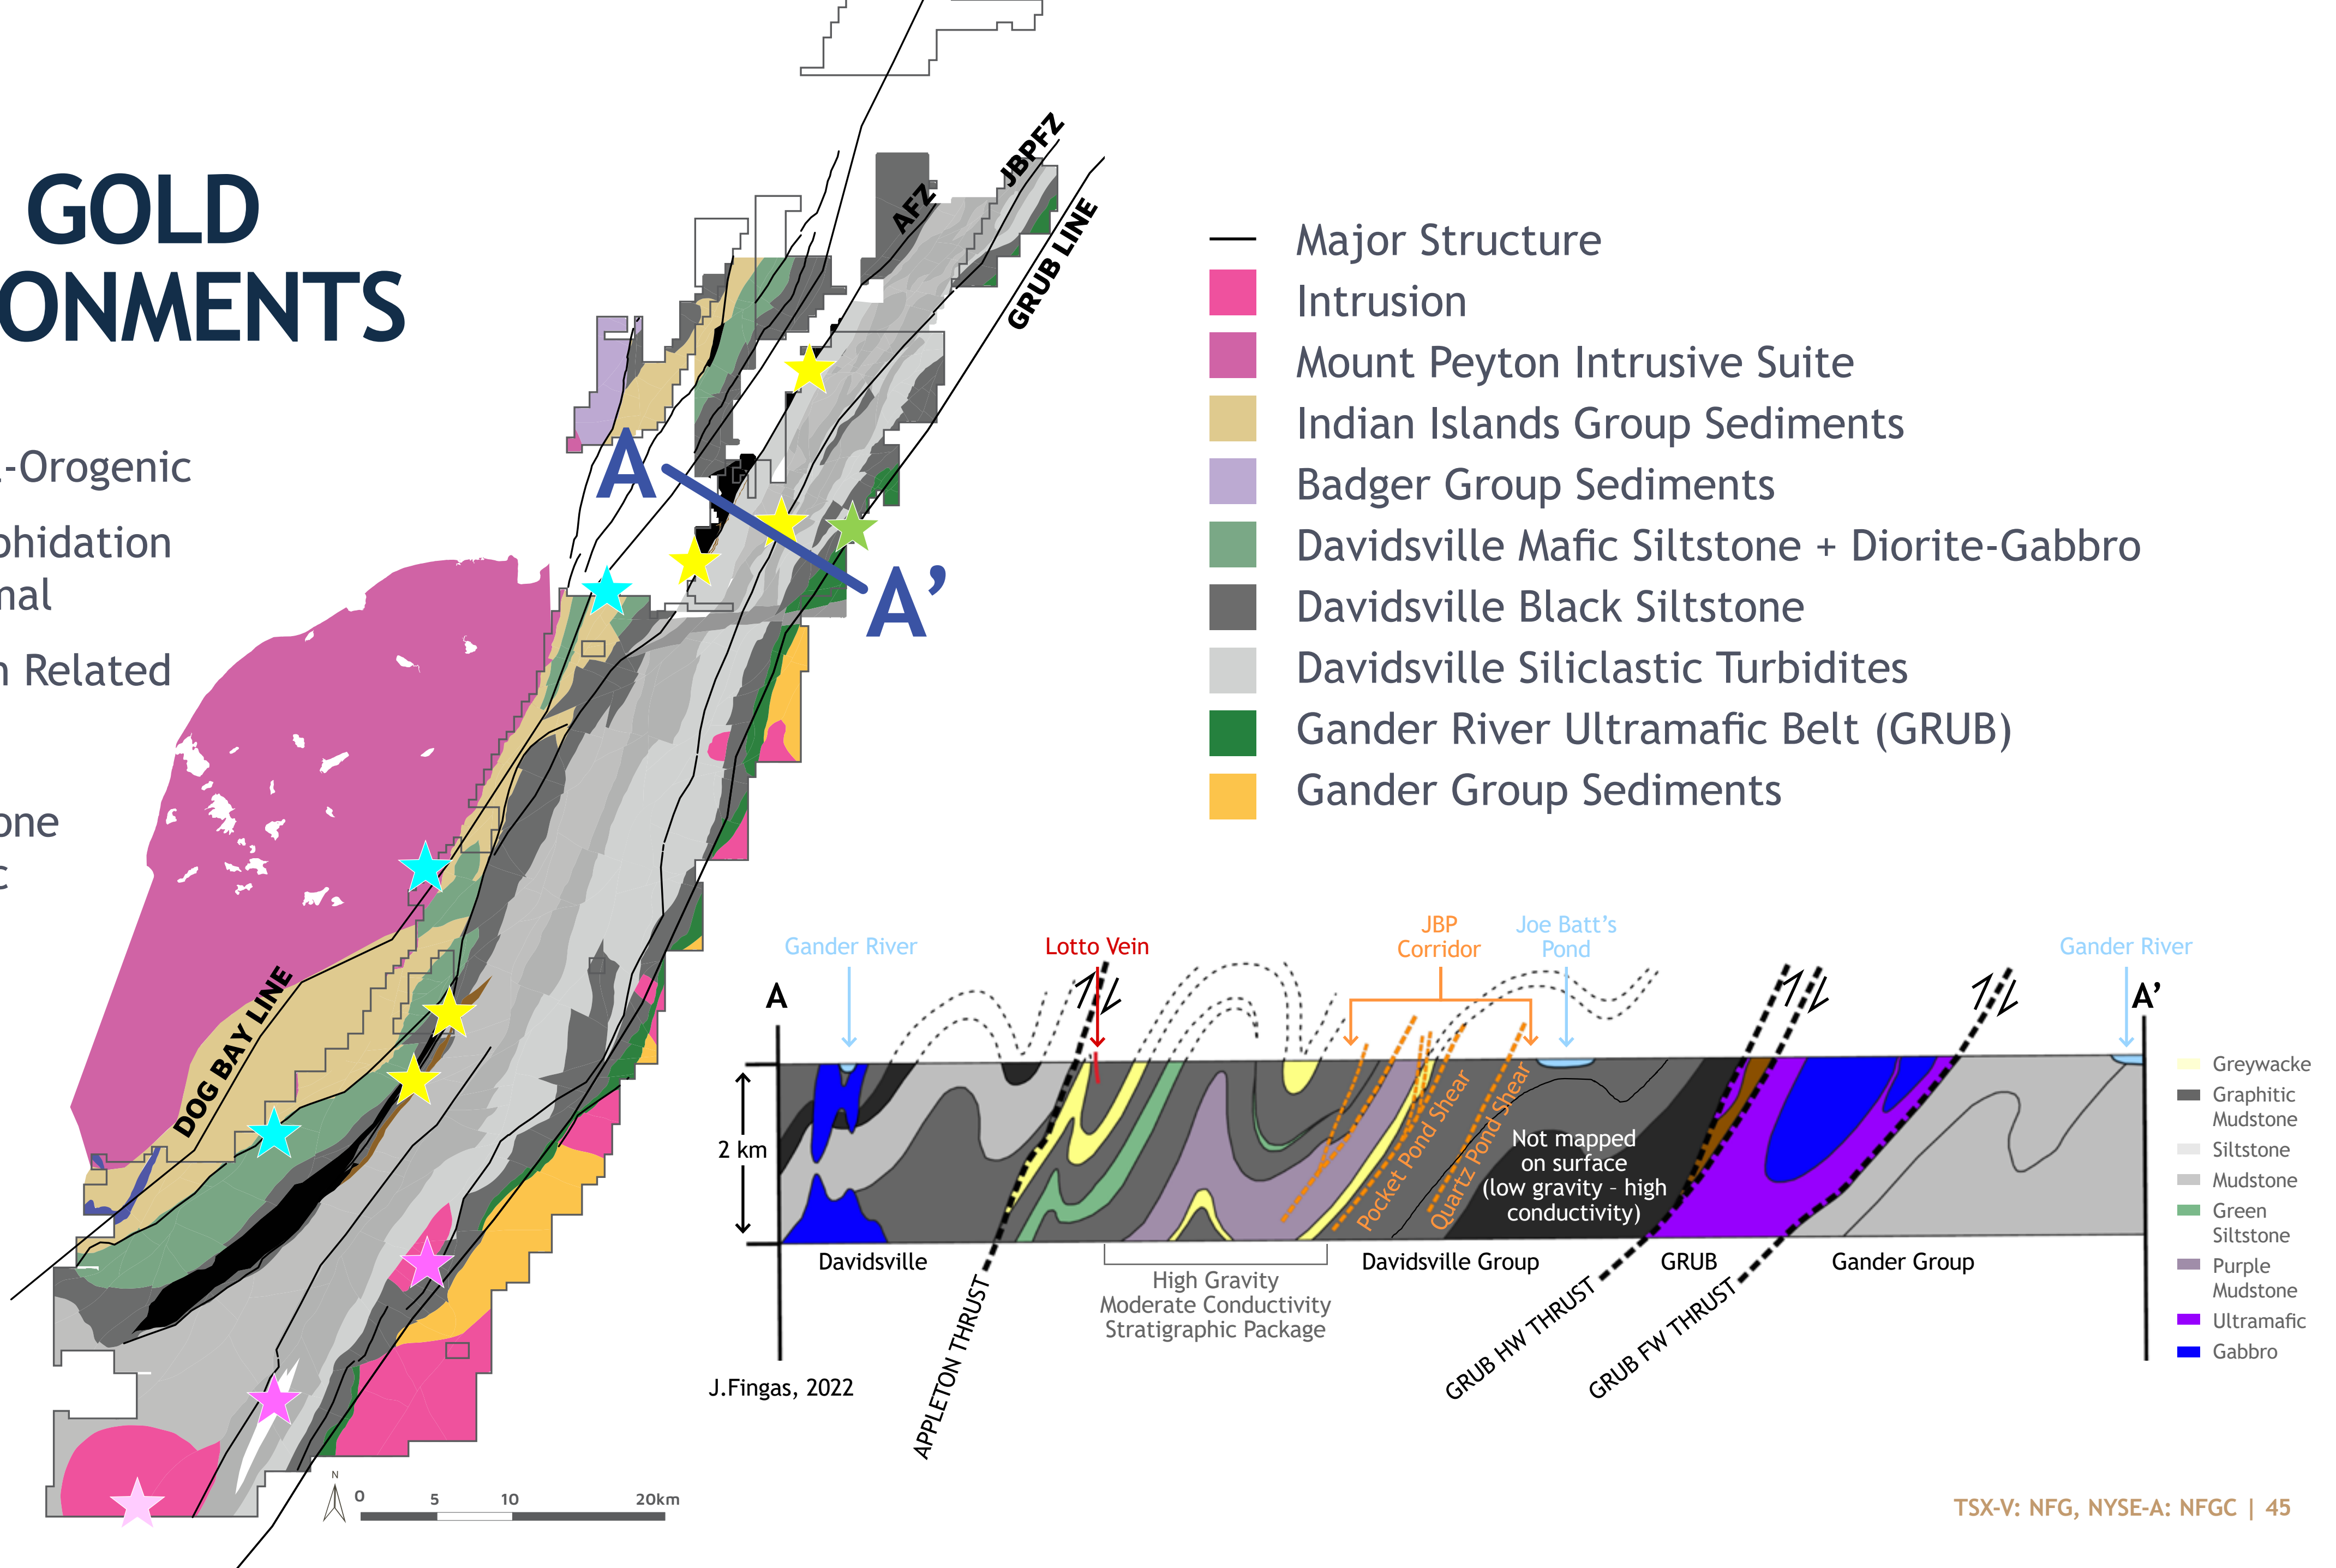 GOLD
ONMENTS
-Orogenic
phidation
mal
n Related
one
c
AFZ
JBPFZ
GRUB LINE
A
A’
DOG BAY LINE
N
0 5 10 20km
Major Structure
Intrusion
Mount Peyton Intrusive Suite
Indian Islands Group Sediments
Badger Group Sediments
Davidsville Mafic Siltstone + Diorite-Gabbro
Davidsville Black Siltstone
Davidsville Siliclastic Turbidites
Gander River Ultramafic Belt (GRUB)
Gander Group Sediments
Gander River
Lotto Vein
JBP
Corridor
Joe Batt’s
Pond
Gander River
A
A’
2 km
Pocket Pond Shear
Quartz Pond Shear
Not mapped
on surface
(low gravity - high
conductivity)
Davidsville
Davidsville Group
GRUB
Gander Group
High Gravity
Moderate Conductivity
Stratigraphic Package
APPLETON THRUST
GRUB HW THRUST
GRUB FW THRUST
J.Fingas, 2022
Greywacke
Graphitic
Mudstone
Siltstone
Mudstone
Green
Siltstone
Purple
Mudstone
Ultramafic
Gabbro
TSX-V: NFG, NYSE-A: NFGC | 45